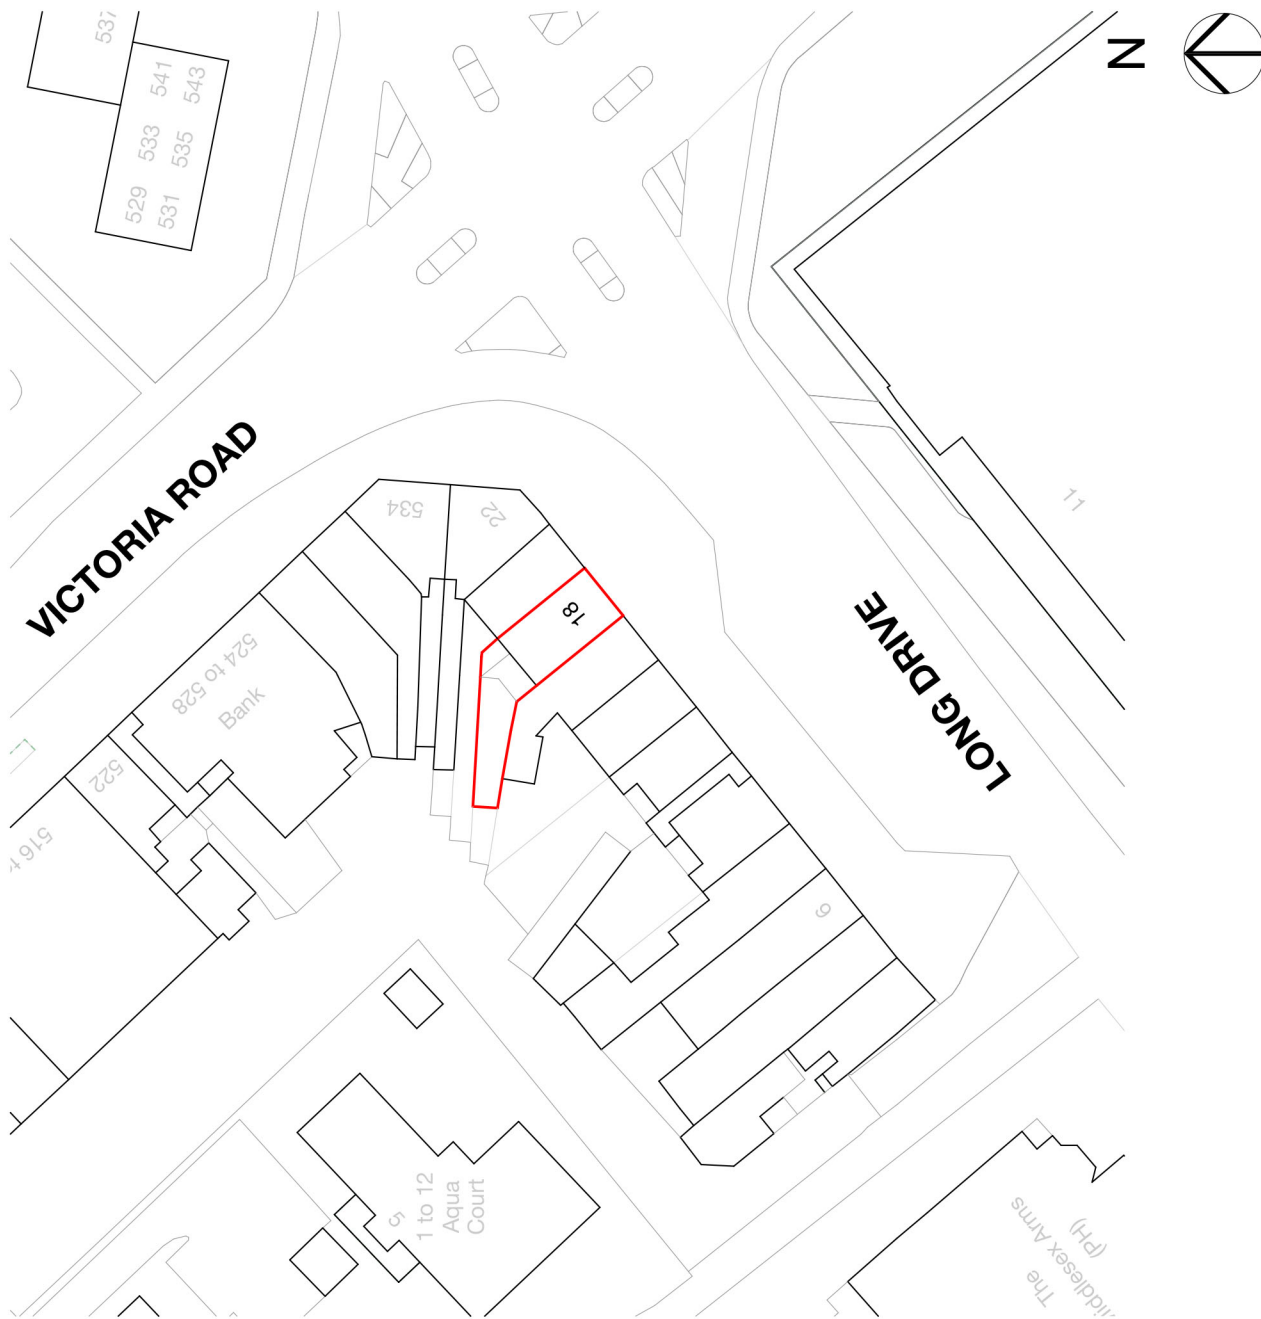 537
541
543
533
535
529
531
N
VICTORIA ROAD
534
22
18
11
LONG DRIVE
524 to 528
Bank
522
516 t
9
5
1 to 12
Aqua
Court
The
iddlesex Arms
(PH)